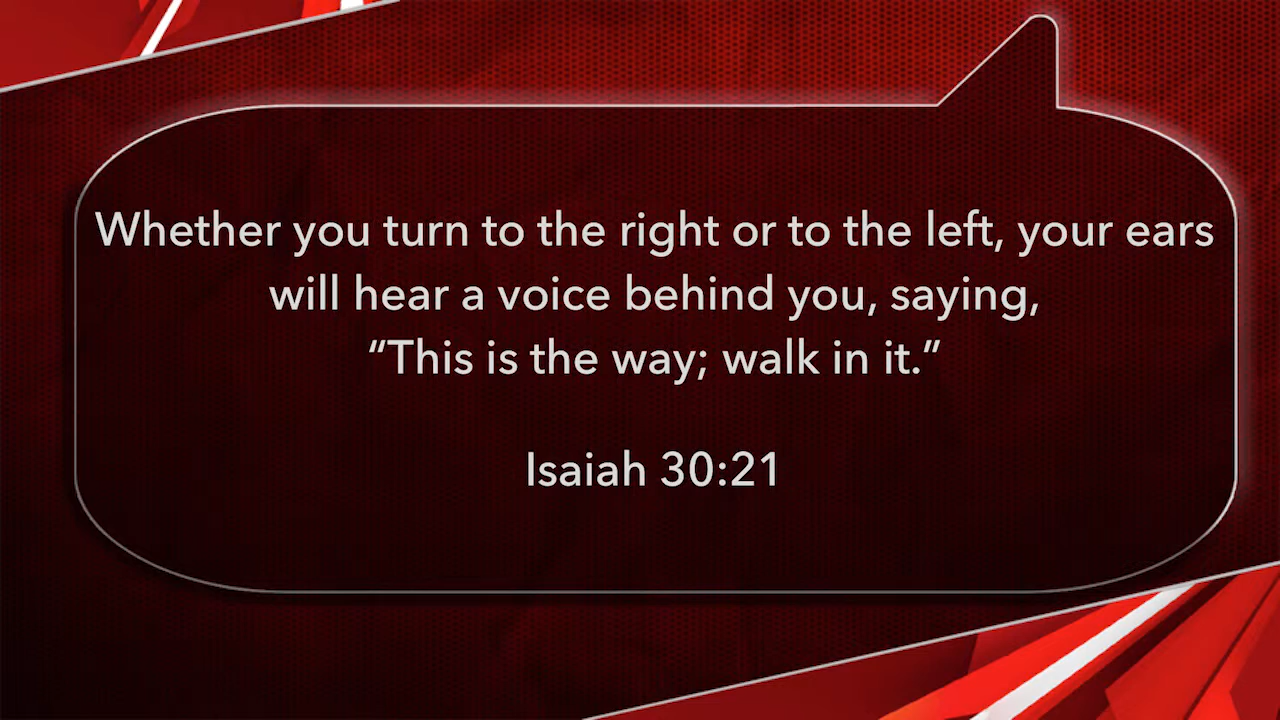 Whether you turn to the right or to the left, your ears
will hear a voice behind you, saying,
“This is the way; walk in it.”
Isaiah 30:21